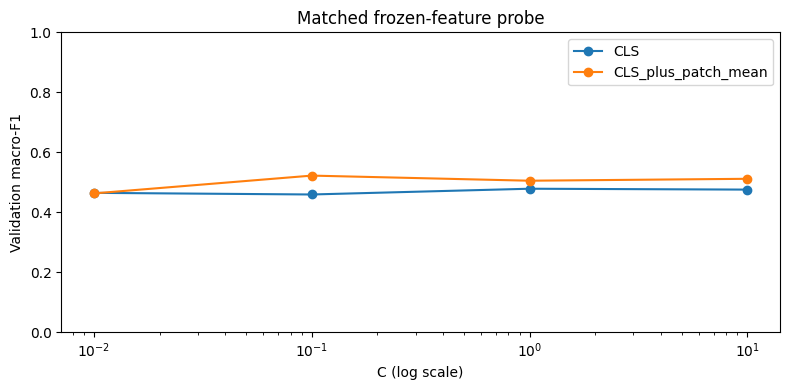 Matched frozen-feature probe
CLS
CLS_plus_patch_mean
Validation macro-F1
1.0
0.8
0.6
0.4
0.2
0.0
10⁻²
10⁻¹
10⁰
10¹
C (log scale)